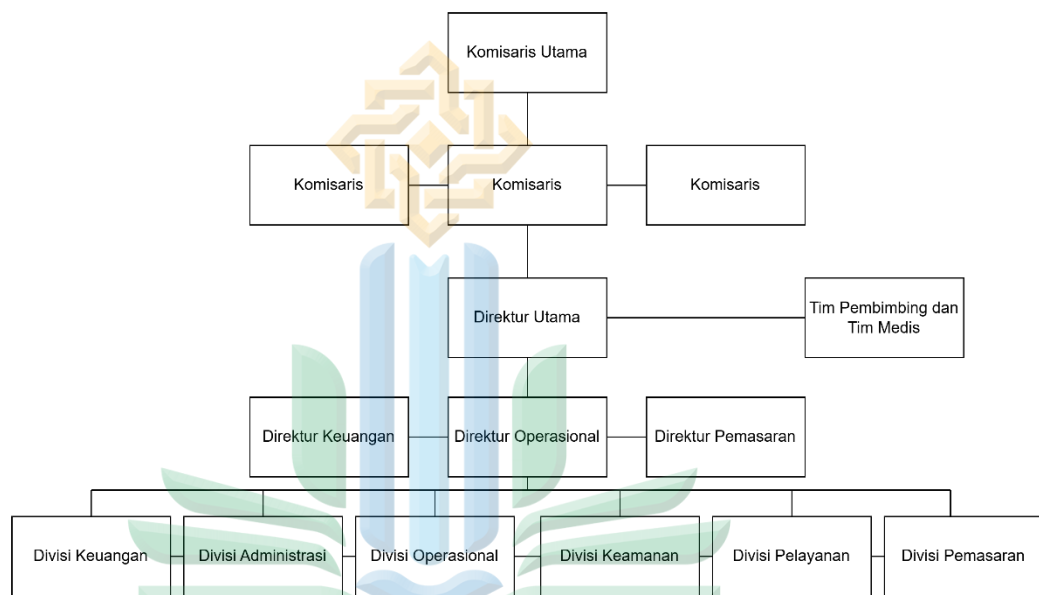 Komisaris Utama
Komisaris
Komisaris
Komisaris
Direktur Utama
Tim Pembimbing dan
Tim Medis
Direktur Keuangan
Direktur Operasional
Direktur Pemasaran
Divisi Keuangan
Divisi Administrasi
Divisi Operasional
Divisi Keamanan
Divisi Pelayanan
Divisi Pemasaran